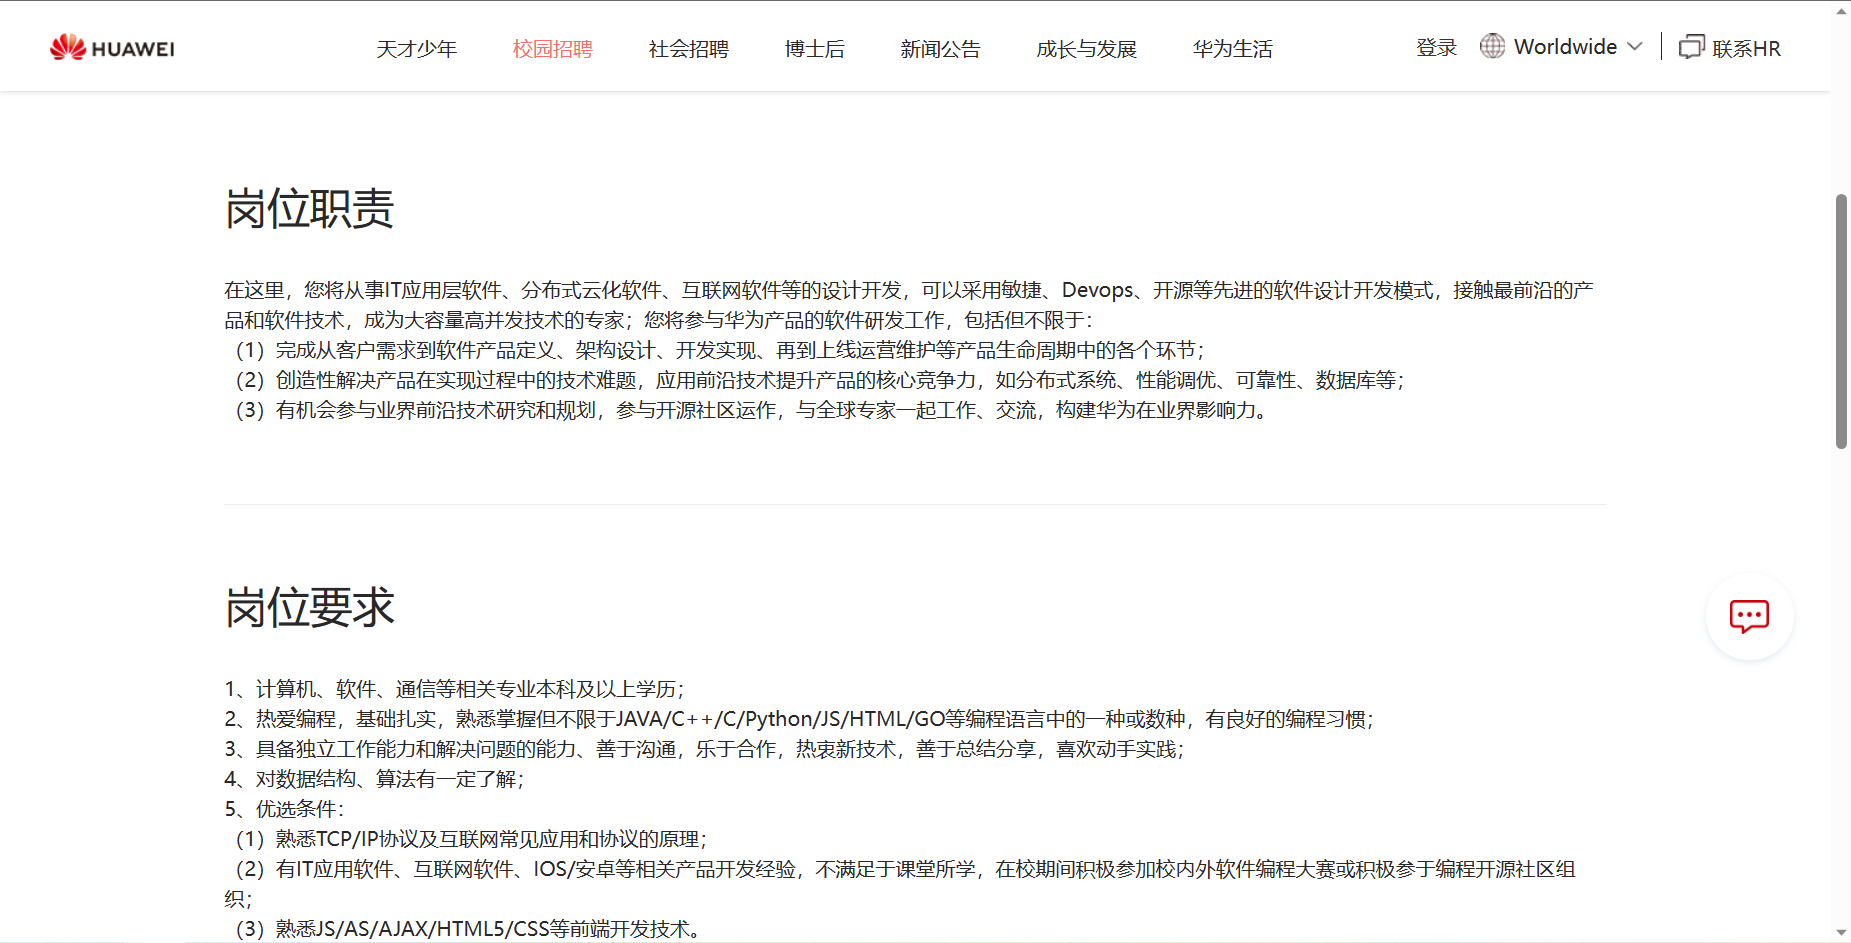 HUAWEI
天才少年 校园招聘 社会招聘 博士后 新闻公告 成长与发展 华为生活
登录 Worldwide 联系HR
岗位职责
在这里，您将从事IT应用层软件、分布式云化软件、互联网软件等的设计开发，可以采用敏捷、Devops、开源等先进的软件设计开发模式，接触最前沿的产
品和软件技术，成为大容量高并发技术的专家；您将参与华为产品的软件研发工作，包括但不限于：
（1）完成从客户需求到软件产品定义、架构设计、开发实现、再到上线运营维护等产品生命周期中的各个环节；
（2）创造性解决产品在实现过程中的技术难题，应用前沿技术提升产品的核心竞争力，如分布式系统、性能调优、可靠性、数据库等；
（3）有机会参与业界前沿技术研究和规划，参与开源社区运作，与全球专家一起工作、交流，构建华为在业界影响力。
岗位要求
1、计算机、软件、通信等相关专业本科及以上学历；
2、热爱编程，基础扎实，熟悉掌握但不限于JAVA/C++/C/Python/JS/HTML/GO等编程语言中的一种或数种，有良好的编程习惯；
3、具备独立工作能力和解决问题的能力、善于沟通，乐于合作，热衷新技术，善于总结分享，喜欢动手实践；
4、对数据结构、算法有一定了解；
5、优选条件：
（1）熟悉TCP/IP协议及互联网常见应用和协议的原理；
（2）有IT应用软件、互联网软件、IOS/安卓等相关产品开发经验，不满足于课堂所学，在校期间积极参加校内外软件编程大赛或积极参于编程开源社区组
织；
（3）熟悉JS/AS/AJAX/HTML5/CSS等前端开发技术。